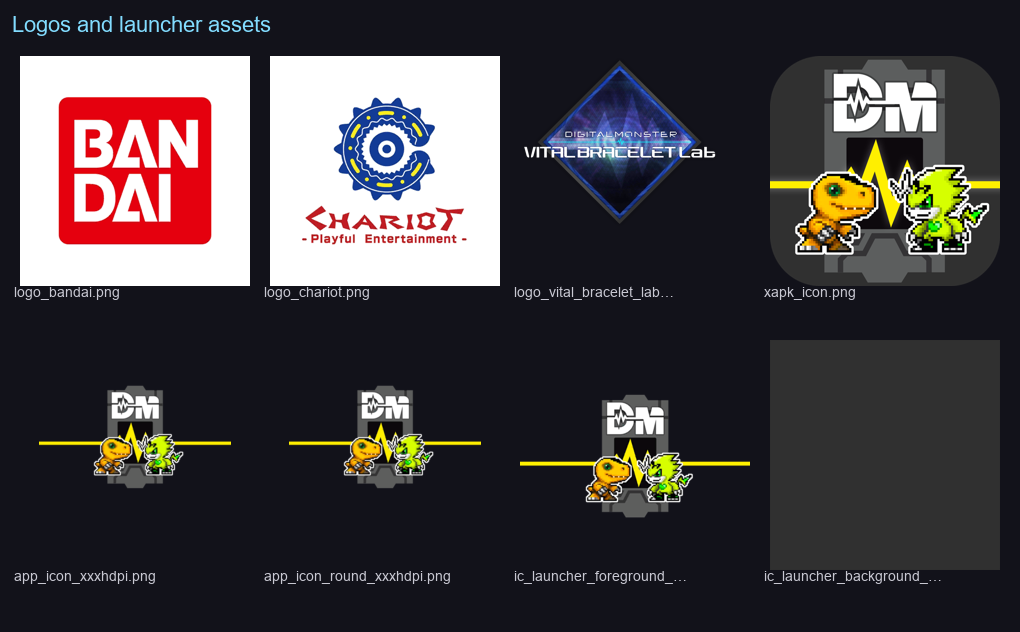 Logos and launcher assets
BAN
DAI
CHARIOT
- Playful Entertainment -
DIGITALMONSTER
VITALBRACELET Lab
DM
logo_bandai.png
logo_chariot.png
logo_vital_bracelet_lab…
xapk_icon.png
DM
DM
DM
app_icon_xxxhdpi.png
app_icon_round_xxxhdpi.png
ic_launcher_foreground_…
ic_launcher_background_…